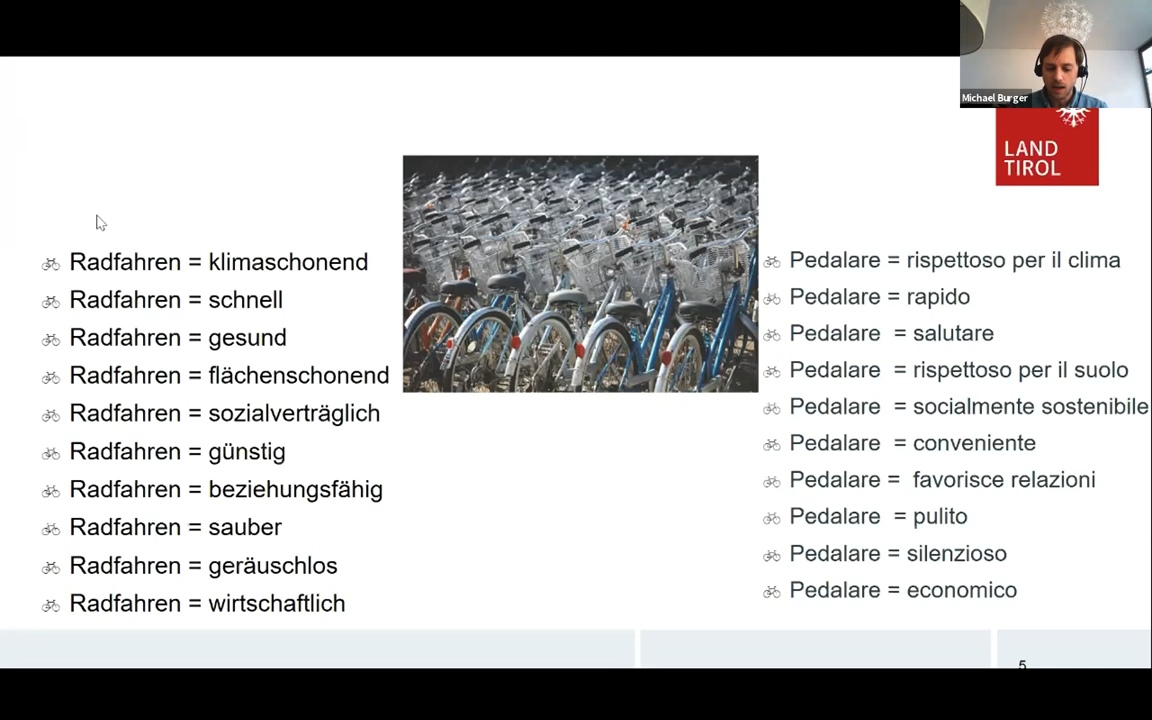 Michael Burger
LAND
TIROL
Radfahren = klimaschonend
Radfahren = schnell
Radfahren = gesund
Radfahren = flächenschonend
Radfahren = sozialverträglich
Radfahren = günstig
Radfahren = beziehungsfähig
Radfahren = sauber
Radfahren = geräuschlos
Radfahren = wirtschaftlich
Pedalare = rispettoso per il clima
Pedalare = rapido
Pedalare = salutare
Pedalare = rispettoso per il suolo
Pedalare = socialmente sostenibile
Pedalare = conveniente
Pedalare = favorisce relazioni
Pedalare = pulito
Pedalare = silenzioso
Pedalare = economico
5